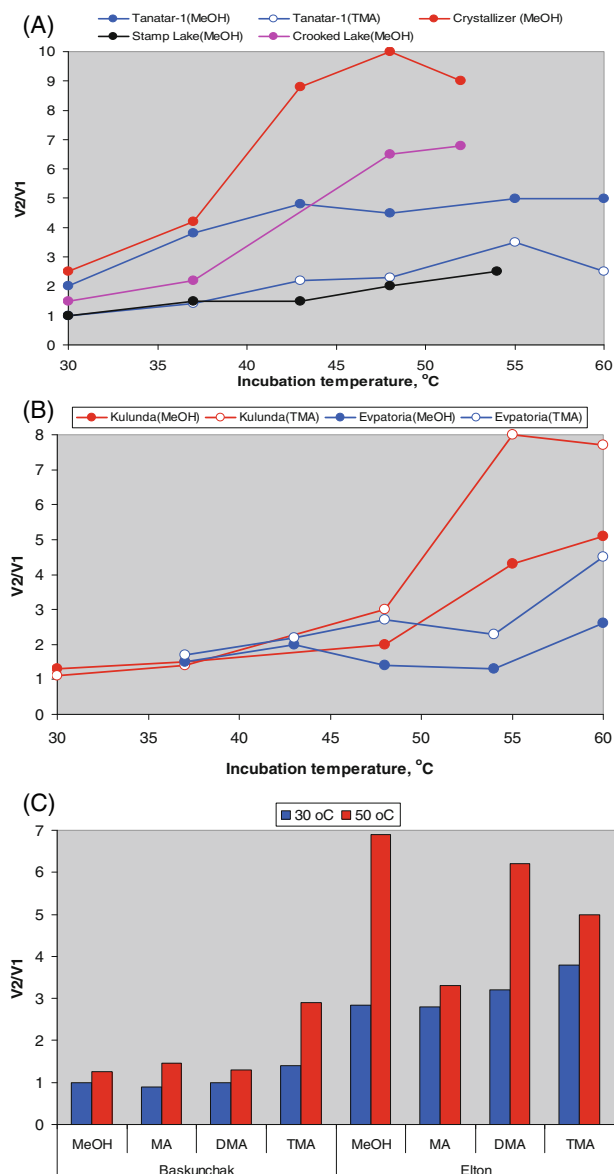 (A)
Tanatar-1(MeOH) Tanatar-1(TMA) Crystallizer (MeOH)
Stamp Lake(MeOH) Crooked Lake(MeOH)
10
9
8
7
6
5
4
3
2
1
0
V2/V1
30 35 40 45 50 55 60
Incubation temperature, °C
(B)
Kulunda(MeOH) Kulunda(TMA) Evpatoria(MeOH) Evpatoria(TMA)
8
7
6
5
4
3
2
1
0
V2/V1
30 35 40 45 50 55 60
Incubation temperature, °C
(C)
30 oC 50 oC
7
6
5
4
3
2
1
0
V2/V1
MeOH MA DMA TMA MeOH MA DMA TMA
Baskunchak Elton